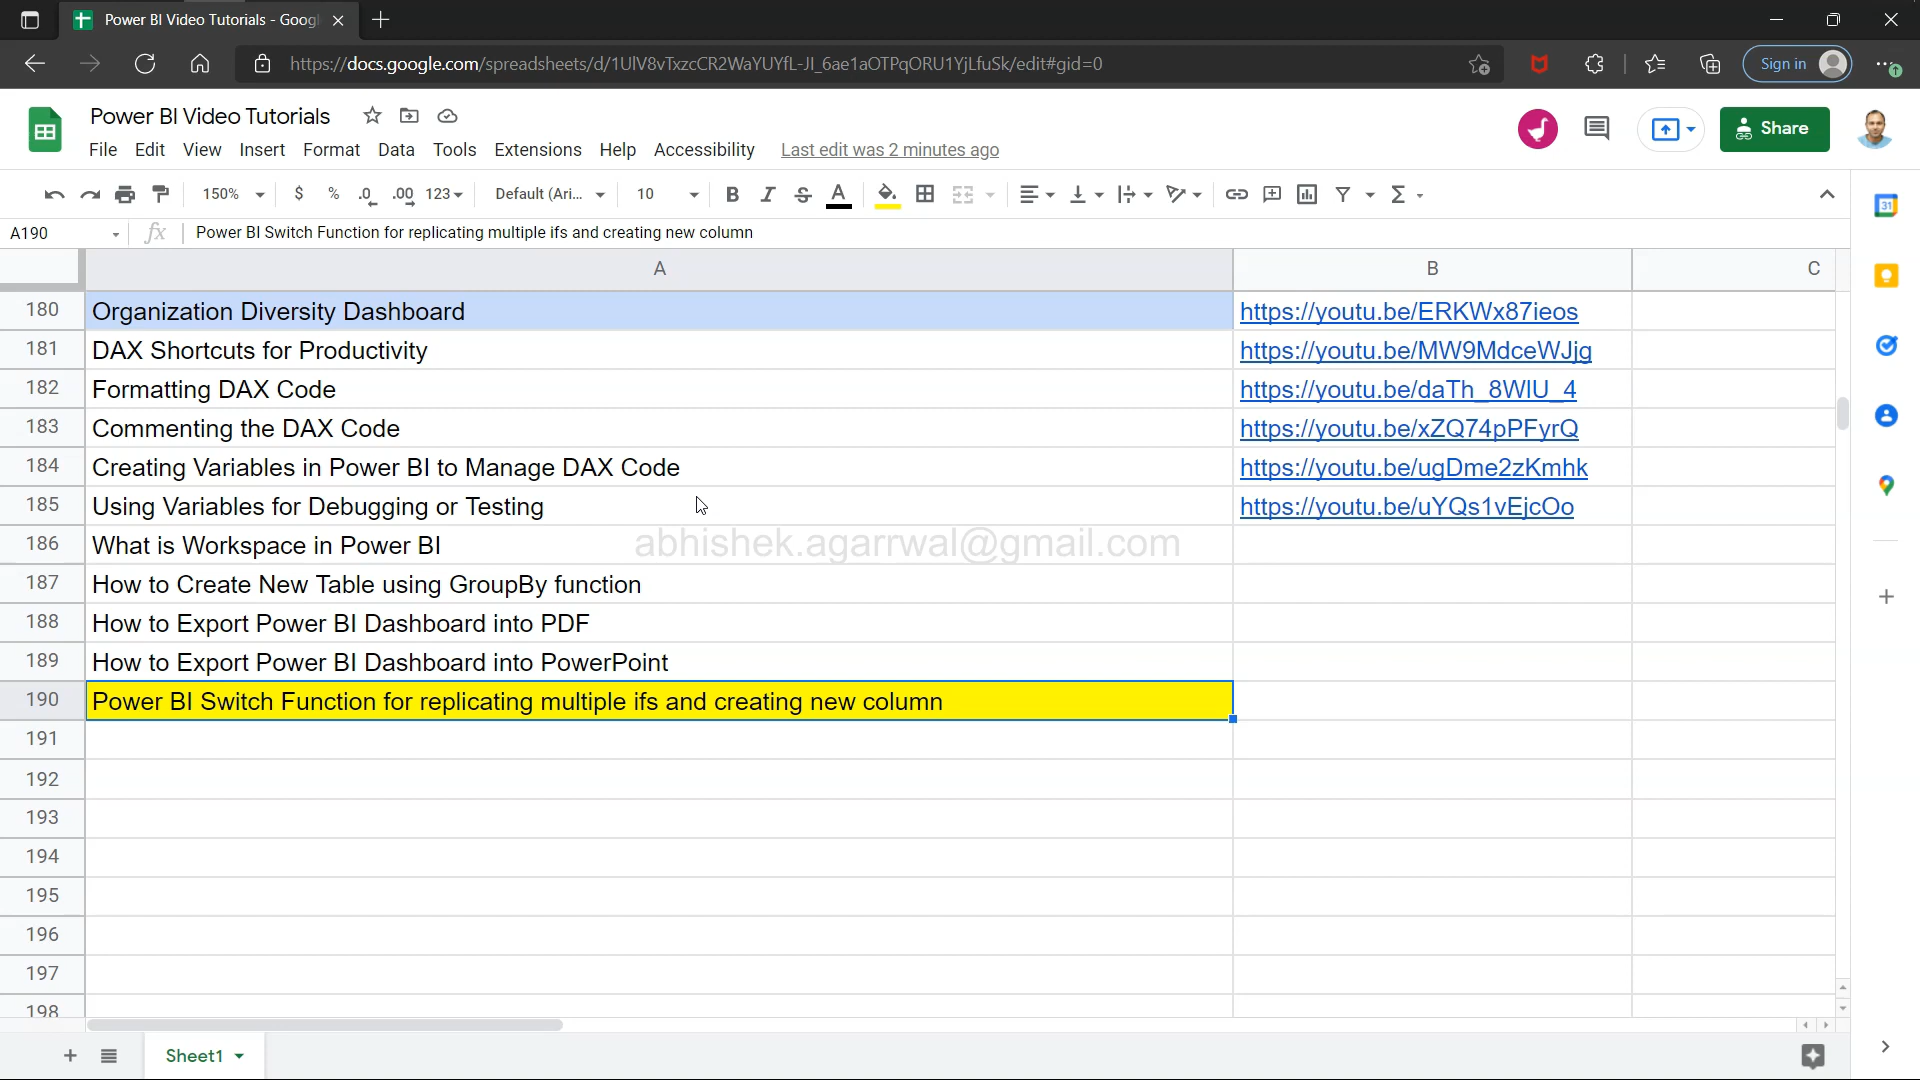 Power BI Video Tutorials - Googl
https://docs.google.com/spreadsheets/d/1UlV8vTxzcCR2WaYUYfL-JI_6ae1aOTPqORU1YjLfuSk/edit#gid=0
Sign in
Power BI Video Tutorials
File Edit View Insert Format Data Tools Extensions Help Accessibility Last edit was 2 minutes ago
Share
150% $ % .0 .00 123 Default (Ari... 10 B I S A Σ
31
A190 fx Power BI Switch Function for replicating multiple ifs and creating new column
A B C
180 Organization Diversity Dashboard https://youtu.be/ERKWx87ieos
181 DAX Shortcuts for Productivity https://youtu.be/MW9MdceWJjg
182 Formatting DAX Code https://youtu.be/daTh_8WlU_4
183 Commenting the DAX Code https://youtu.be/xZQ74pPFyrQ
184 Creating Variables in Power BI to Manage DAX Code https://youtu.be/ugDme2zKmhk
185 Using Variables for Debugging or Testing https://youtu.be/uYQs1vEjcOo
186 What is Workspace in Power BI
abhishek.agarrwal@gmail.com
187 How to Create New Table using GroupBy function
188 How to Export Power BI Dashboard into PDF
189 How to Export Power BI Dashboard into PowerPoint
190 Power BI Switch Function for replicating multiple ifs and creating new column
191
192
193
194
195
196
197
198
Sheet1